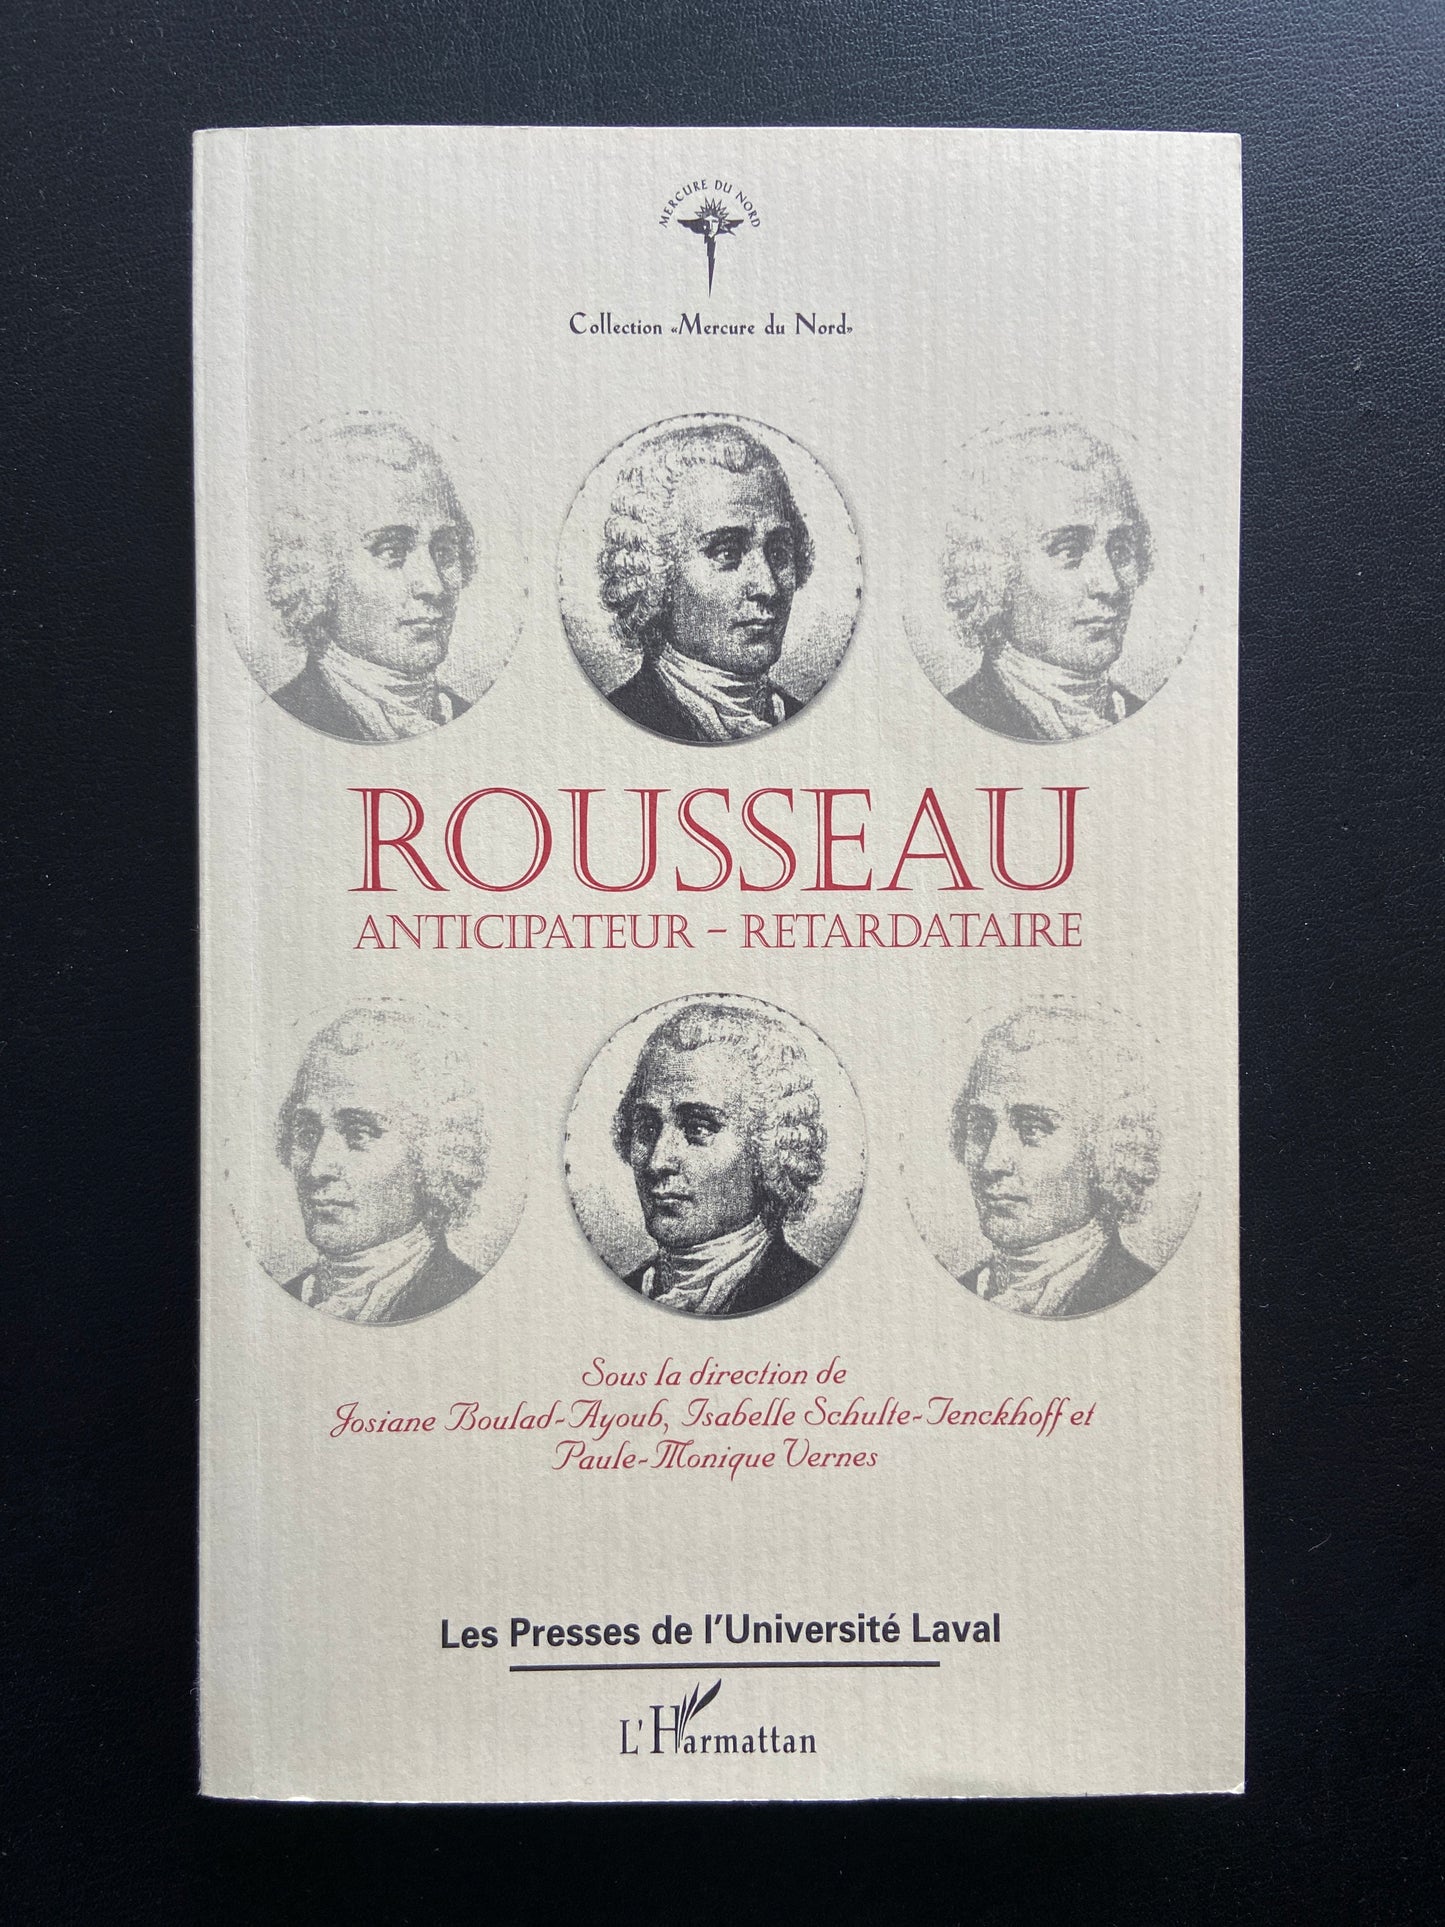 MERCURE DU NORD
Collection «Mercure du Nord»
ROUSSEAU
ANTICIPATEUR – RETARDATAIRE
Sous la direction de
Josiane Boulad-Ayoub, Isabelle Schulte-Tenckhoff et
Paule-Monique Vernes
Les Presses de l'Université Laval
L'Harmattan